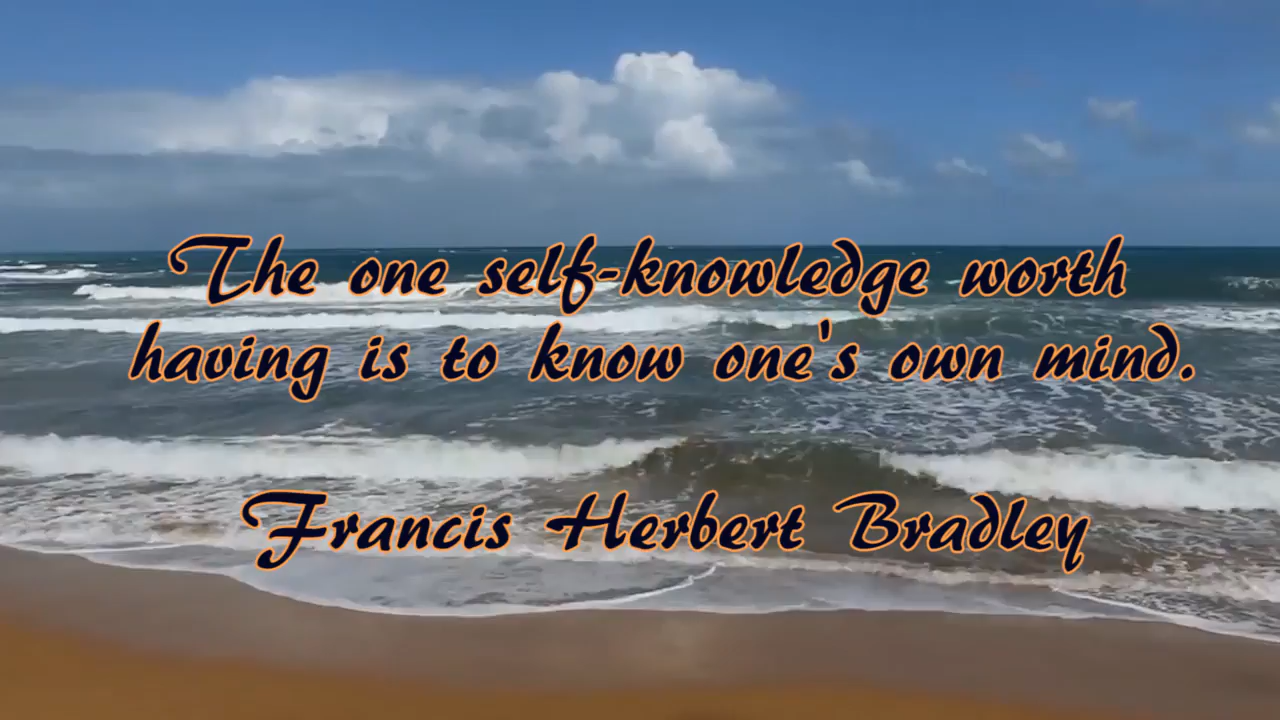 The one self-knowledge worth
having is to know one's own mind.
Francis Herbert Bradley